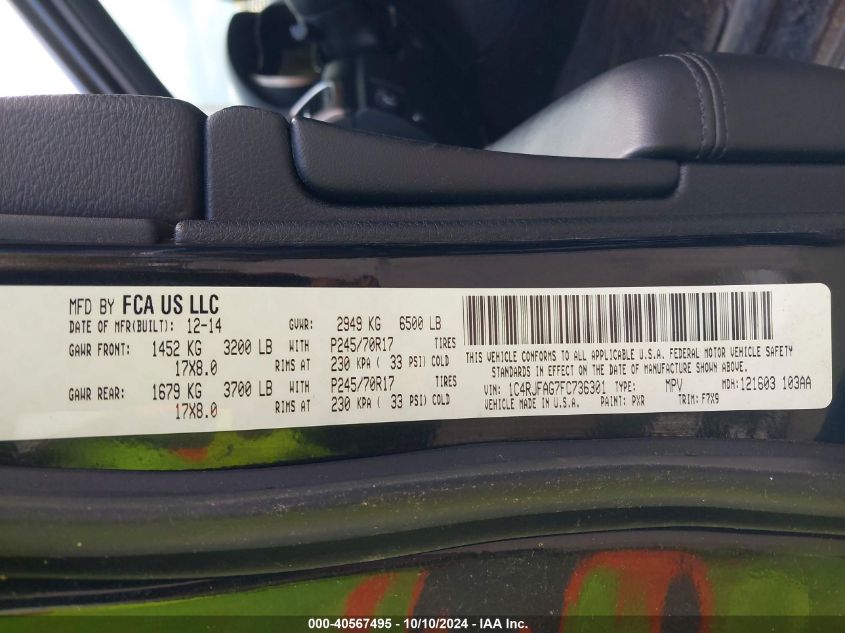 MFD BY FCA US LLC
DATE OF MFR(BUILT): 12-14 GVWR: 2949 KG 6500 LB
GAWR FRONT: 1452 KG 3200 LB WITH P245/70R17 TIRES
17X8.0 RIMS AT 230 KPA ( 33 PSI) COLD
GAWR REAR: 1679 KG 3700 LB WITH P245/70R17 TIRES
17X8.0 RIMS AT 230 KPA ( 33 PSI) COLD
THIS VEHICLE CONFORMS TO ALL APPLICABLE U.S.A. FEDERAL MOTOR VEHICLE SAFETY
STANDARDS IN EFFECT ON THE DATE OF MANUFACTURE SHOWN ABOVE.
VIN: 1C4RJFAG7FC736301 TYPE: MPV MDH: 121603 103AA
VEHICLE MADE IN U.S.A. PAINT: PXR TRIM: F7X9
000-40567495 - 10/10/2024 - IAA Inc.